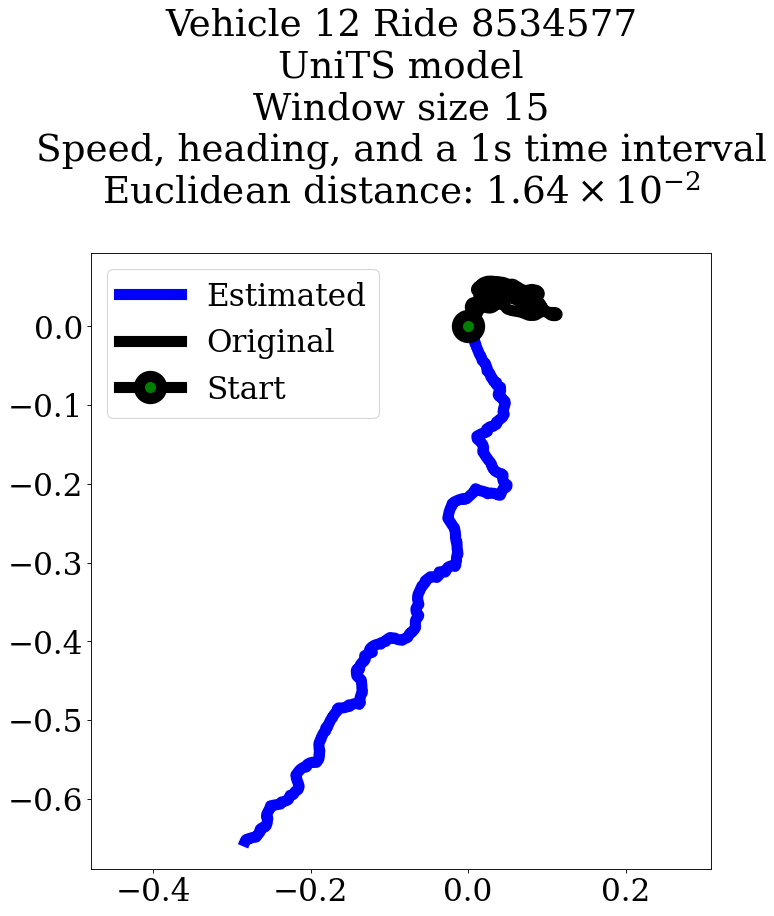 Vehicle 12 Ride 8534577
UniTS model
Window size 15
Speed, heading, and a 1s time interval
Euclidean distance: 1.64 × 10⁻²
Estimated
Original
Start
0.0
−0.1
−0.2
−0.3
−0.4
−0.5
−0.6
−0.4 −0.2 0.0 0.2